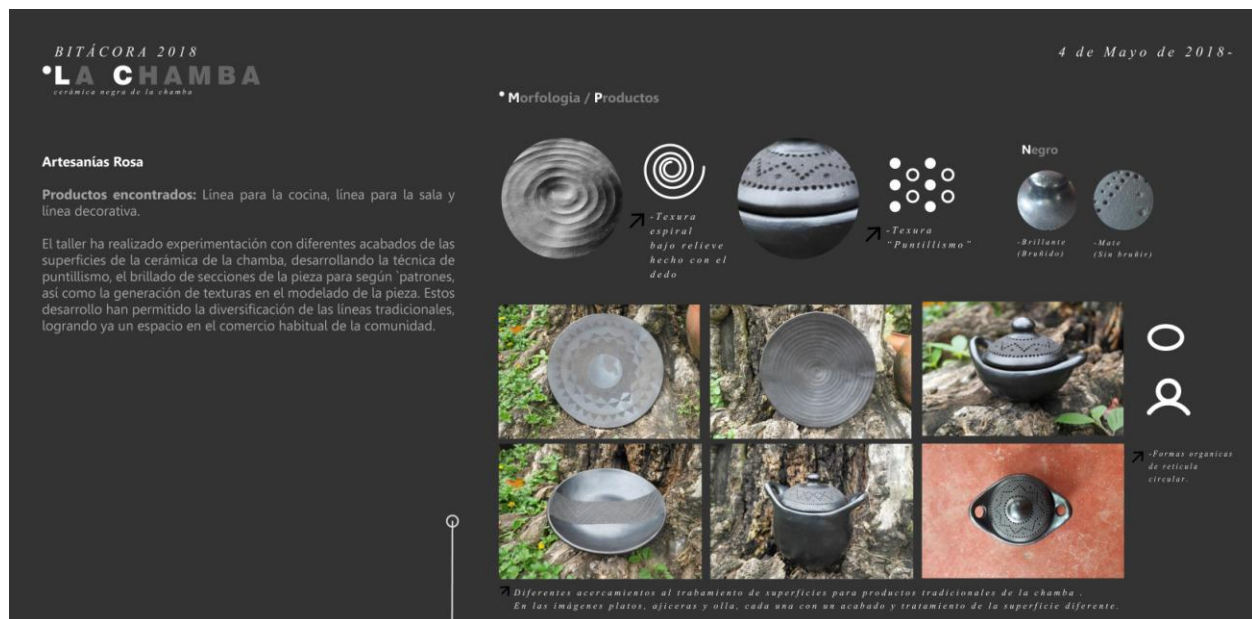 BITÁCORA 2018
LA CHAMBA
cerámica negra de la chamba
4 de Mayo de 2018-
Artesanías Rosa
Productos encontrados: Línea para la cocina, línea para la sala y
línea decorativa.
El taller ha realizado experimentación con diferentes acabados de las
superficies de la cerámica de la chamba, desarrollando la técnica de
puntillismo, el brillado de secciones de la pieza para según `patrones,
así como la generación de texturas en el modelado de la pieza. Estos
desarrollo han permitido la diversificación de las líneas tradicionales,
logrando ya un espacio en el comercio habitual de la comunidad.
Morfologia / Productos
-Texura
espiral
bajo relieve
hecho con el
dedo
-Texura
"Puntillismo"
Negro
-Brillante
(Bruñido)
-Mate
(Sin bruñir)
-Formas organicas
de reticula
circular.
Diferentes acercamientos al trabamiento de superficies para productos tradicionales de la chamba .
En las imágenes platos, ajiceras y olla, cada una con un acabado y tratamiento de la superficie diferente.